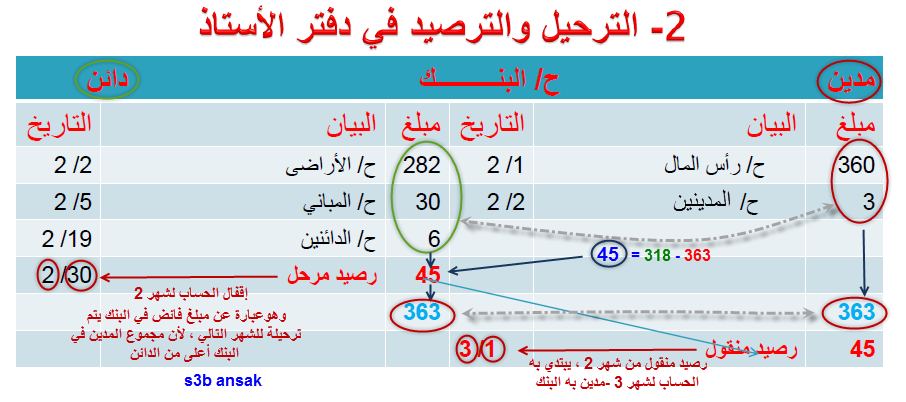 2- الترحيل والترصيد في دفتر الأستاذ
مدين ح/ البنــــــــك دائن
مبلغ البيان التاريخ مبلغ البيان التاريخ
360 ح/ رأس المال 2 /1 282 ح/ الأراضى 2 /2
3 ح/ المدينين 2 /2 30 ح/ المباني 2 /5
6 ح/ الدائنين 2 /19
45 = 318 - 363
45 رصيد مرحل 2 /30
إقفال الحساب لشهر 2
363 363
وهوعبارة عن مبلغ فائض في البنك يتم
ترحيلة للشهر التالي ، لأن مجموع المدين في
البنك أعلى من الدائن
45 رصيد منقول 3 /1
رصيد منقول من شهر 2 ، يبتدي به
الحساب لشهر 3 -مدين به البنك
s3b ansak